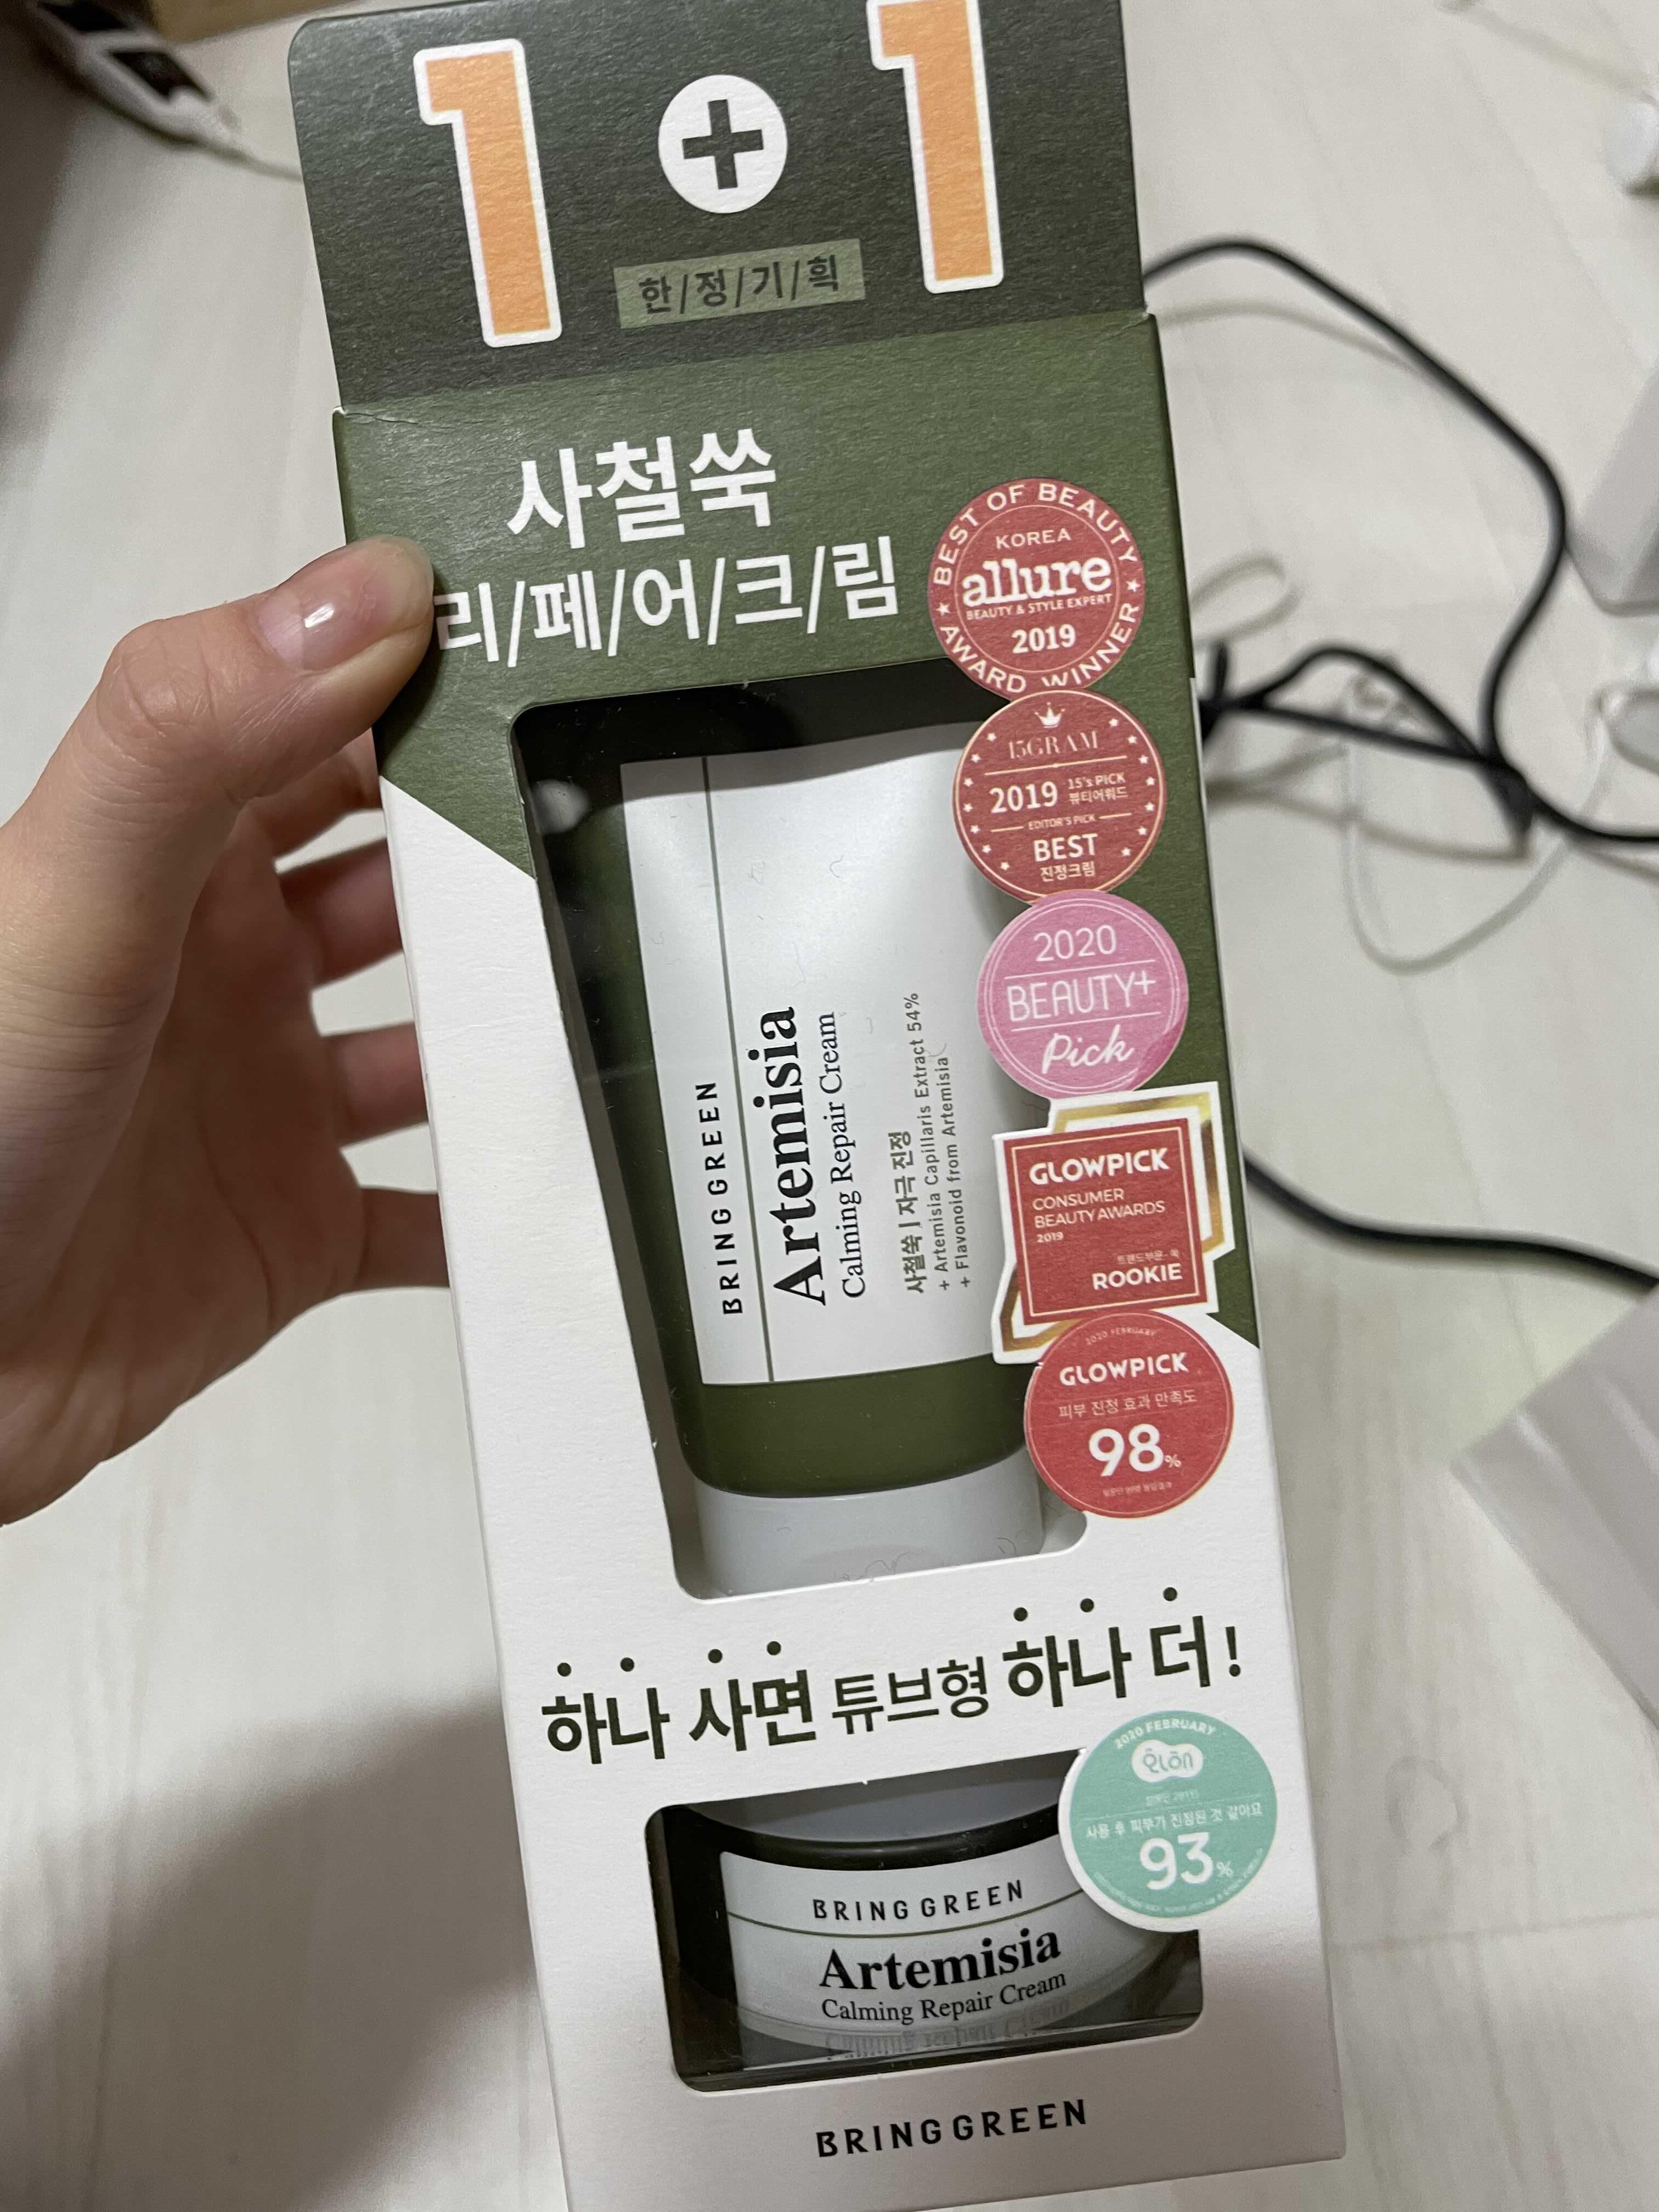 1 + 1
한/정/기/획
사철쑥
리/페/어/크/림
BEST OF BEAUTY
KOREA
allure
BEAUTY & STYLE EXPERT
2019
AWARD WINNER
15GRAM
2019
15's PICK
뷰티어워드
EDITOR'S PICK
BEST
진정크림
2020
BEAUTY+
Pick
BRING GREEN
Artemisia
Calming Repair Cream
사철쑥 | 자극 진정
+ Artemisia Capillaris Extract 54%
+ Flavonoid from Artemisia
GLOWPICK
CONSUMER
BEAUTY AWARDS
2019
ROOKIE
2020 FEBRUARY
GLOWPICK
피부 진정 효과 만족도
98%
하나 사면 튜브형 하나 더!
2020 FEBRUARY
사용 후 피부가 진정된 것 같아요
93%
BRING GREEN
Artemisia
Calming Repair Cream
BRING GREEN